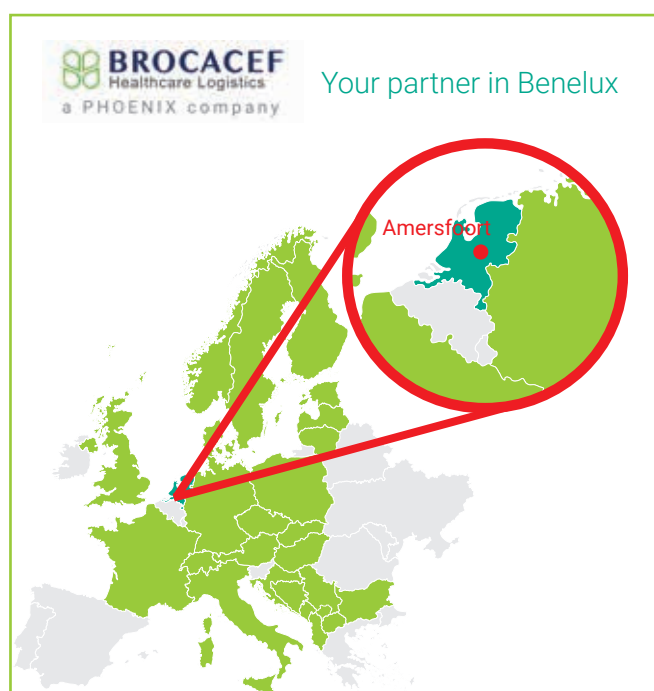 BROCACEF
Healthcare Logistics
a PHOENIX company
Your partner in Benelux
Amersfoort